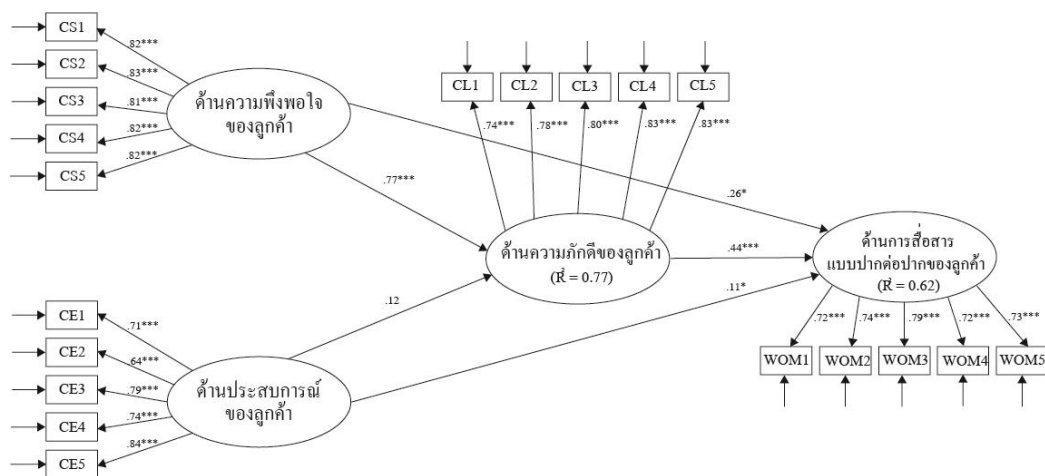 CS1
CS2
CS3
CS4
CS5
.82***
.83***
.81***
.82***
.82***
ด้านความพึงพอใจ
ของลูกค้า
CL1
CL2
CL3
CL4
CL5
.74***
.78***
.80***
.83***
.83***
.77***
.26*
ด้านความภักดีของลูกค้า
(R² = 0.77)
.44***
ด้านการสื่อสาร
แบบปากต่อปากของลูกค้า
(R² = 0.62)
.12
.11*
CE1
CE2
CE3
CE4
CE5
.71***
.64***
.79***
.74***
.84***
ด้านประสบการณ์
ของลูกค้า
.72***
.74***
.79***
.72***
.73***
WOM1
WOM2
WOM3
WOM4
WOM5